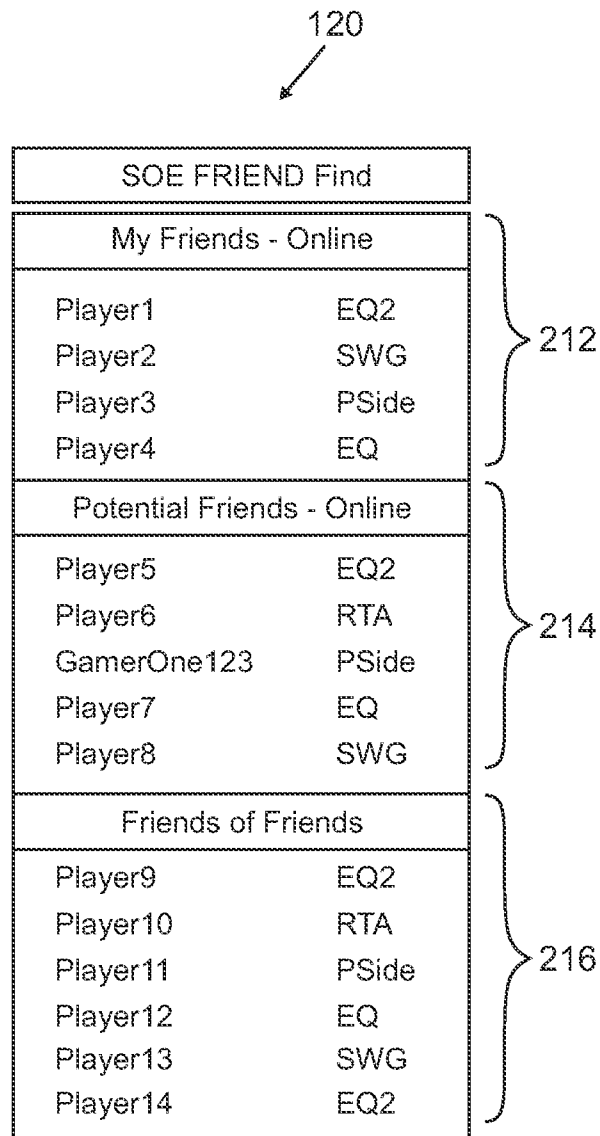 120
SOE FRIEND Find
My Friends - Online
Player1 EQ2
Player2 SWG
Player3 PSide
Player4 EQ
212
Potential Friends - Online
Player5 EQ2
Player6 RTA
GamerOne123 PSide
Player7 EQ
Player8 SWG
214
Friends of Friends
Player9 EQ2
Player10 RTA
Player11 PSide
Player12 EQ
Player13 SWG
Player14 EQ2
216